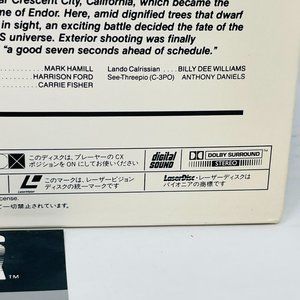 Crescent City, California, which became the
me of Endor. Here, amid dignified trees that dwarf
in sight, an exciting battle decided the fate of the
S universe. Exterior shooting was finally
"a good seven seconds ahead of schedule."
MARK HAMILL Lando Calrissian . . . BILLY DEE WILLIAMS
HARRISON FORD See-Threepio (C-3PO) ANTHONY DANIELS
CARRIE FISHER
CX このディスクは、プレーヤーのCX
ポジションをONにしてお使いください
digital SOUND
DOLBY SURROUND
STEREO
LaserVision このマークは、レーザービジョン
ディスクの統一マークです
LaserDisc・レーザーディスクは
パイオニアの商標です
license.
て一切禁止されています。
S
TM